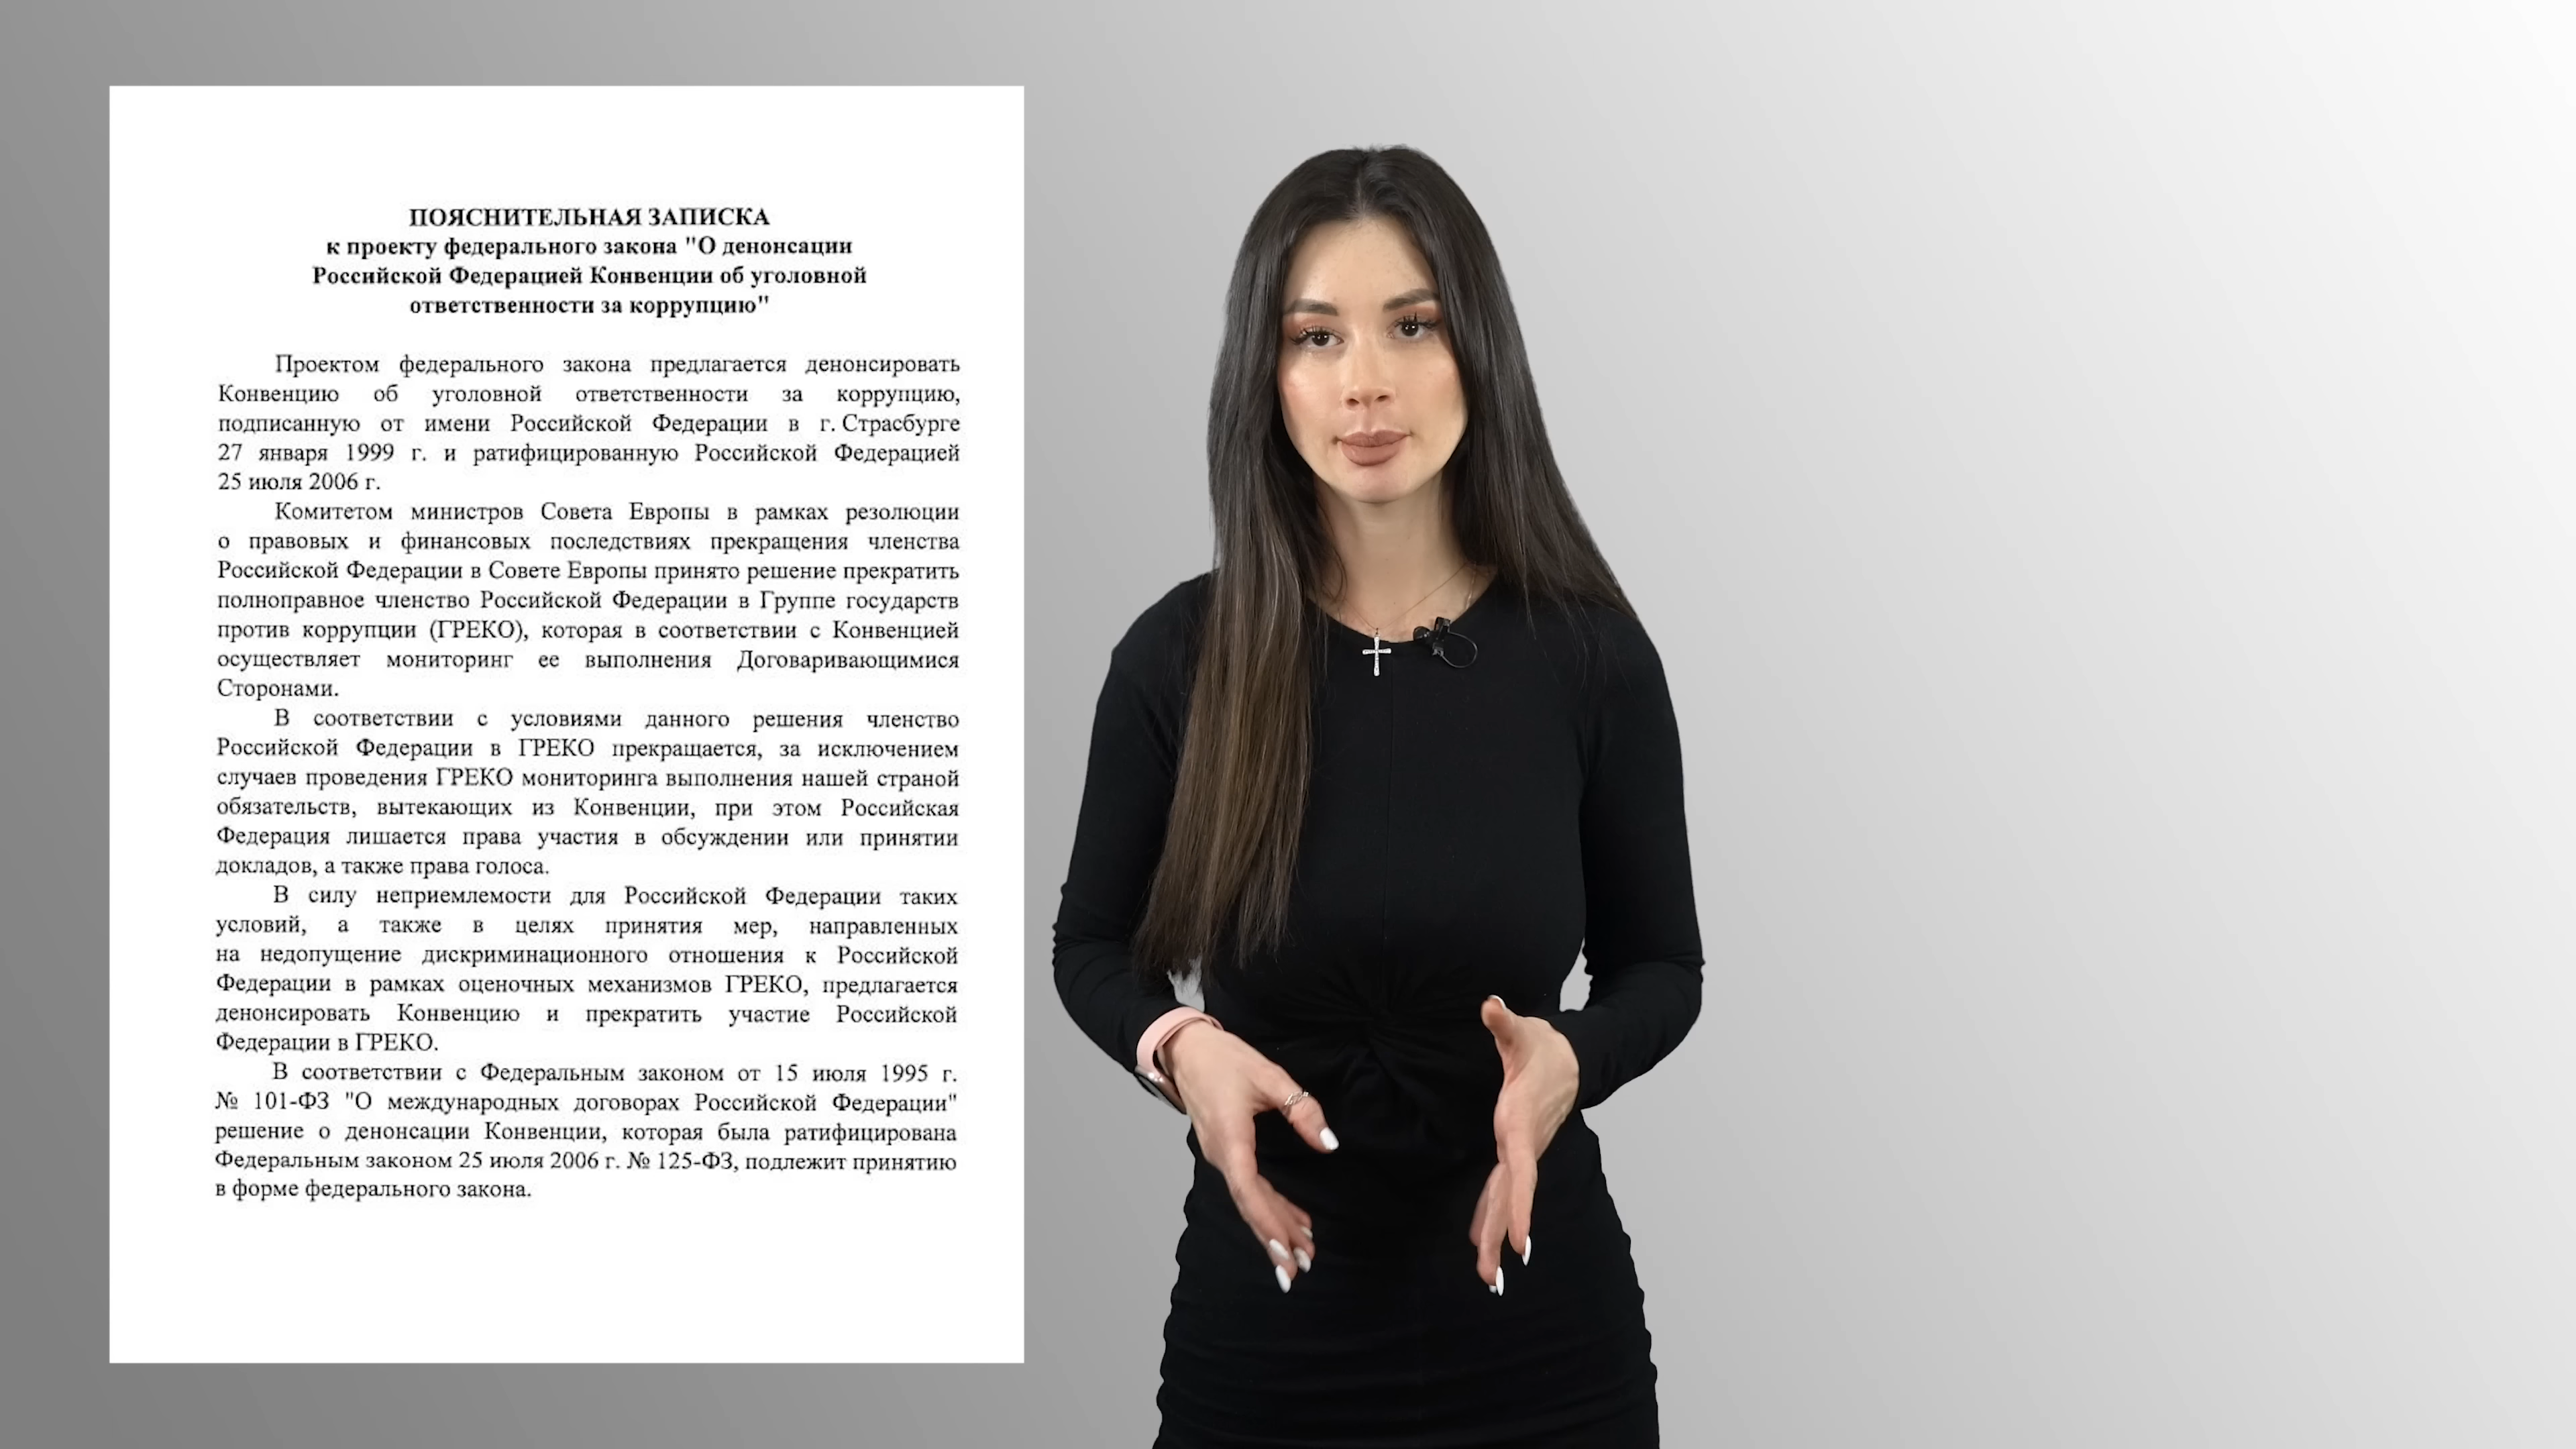 ПОЯСНИТЕЛЬНАЯ ЗАПИСКА
к проекту федерального закона "О денонсации
Российской Федерацией Конвенции об уголовной
ответственности за коррупцию"
Проектом федерального закона предлагается денонсировать
Конвенцию об уголовной ответственности за коррупцию,
подписанную от имени Российской Федерации в г. Страсбурге
27 января 1999 г. и ратифицированную Российской Федерацией
25 июля 2006 г.
Комитетом министров Совета Европы в рамках резолюции
о правовых и финансовых последствиях прекращения членства
Российской Федерации в Совете Европы принято решение прекратить
полноправное членство Российской Федерации в Группе государств
против коррупции (ГРЕКО), которая в соответствии с Конвенцией
осуществляет мониторинг ее выполнения Договаривающимися
Сторонами.
В соответствии с условиями данного решения членство
Российской Федерации в ГРЕКО прекращается, за исключением
случаев проведения ГРЕКО мониторинга выполнения нашей страной
обязательств, вытекающих из Конвенции, при этом Российская
Федерация лишается права участия в обсуждении или принятии
докладов, а также права голоса.
В силу неприемлемости для Российской Федерации таких
условий, а также в целях принятия мер, направленных
на недопущение дискриминационного отношения к Российской
Федерации в рамках оценочных механизмов ГРЕКО, предлагается
денонсировать Конвенцию и прекратить участие Российской
Федерации в ГРЕКО.
В соответствии с Федеральным законом от 15 июля 1995 г.
№ 101-ФЗ "О международных договорах Российской Федерации"
решение о денонсации Конвенции, которая была ратифицирована
Федеральным законом 25 июля 2006 г. № 125-ФЗ, подлежит принятию
в форме федерального закона.